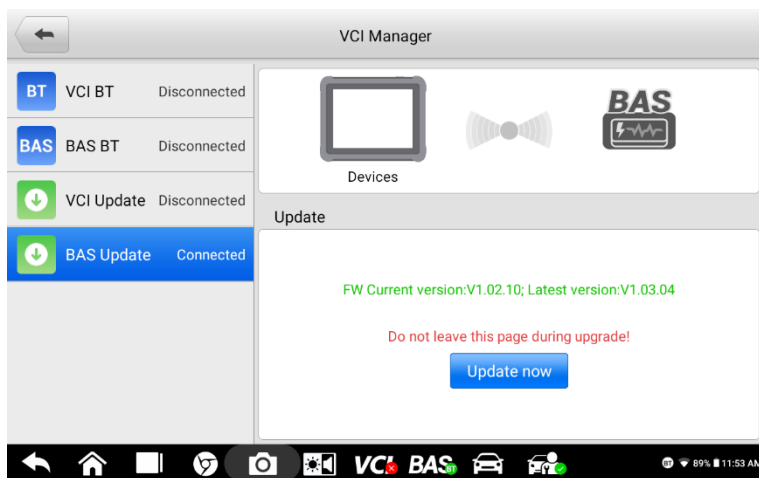 VCI Manager
BT VCI BT Disconnected
BAS BAS BT Disconnected
VCI Update Disconnected
BAS Update Connected
BAS
Devices
Update
FW Current version:V1.02.10; Latest version:V1.03.04
Do not leave this page during upgrade!
Update now
VCI BAS BT BT 89% 11:53 AM